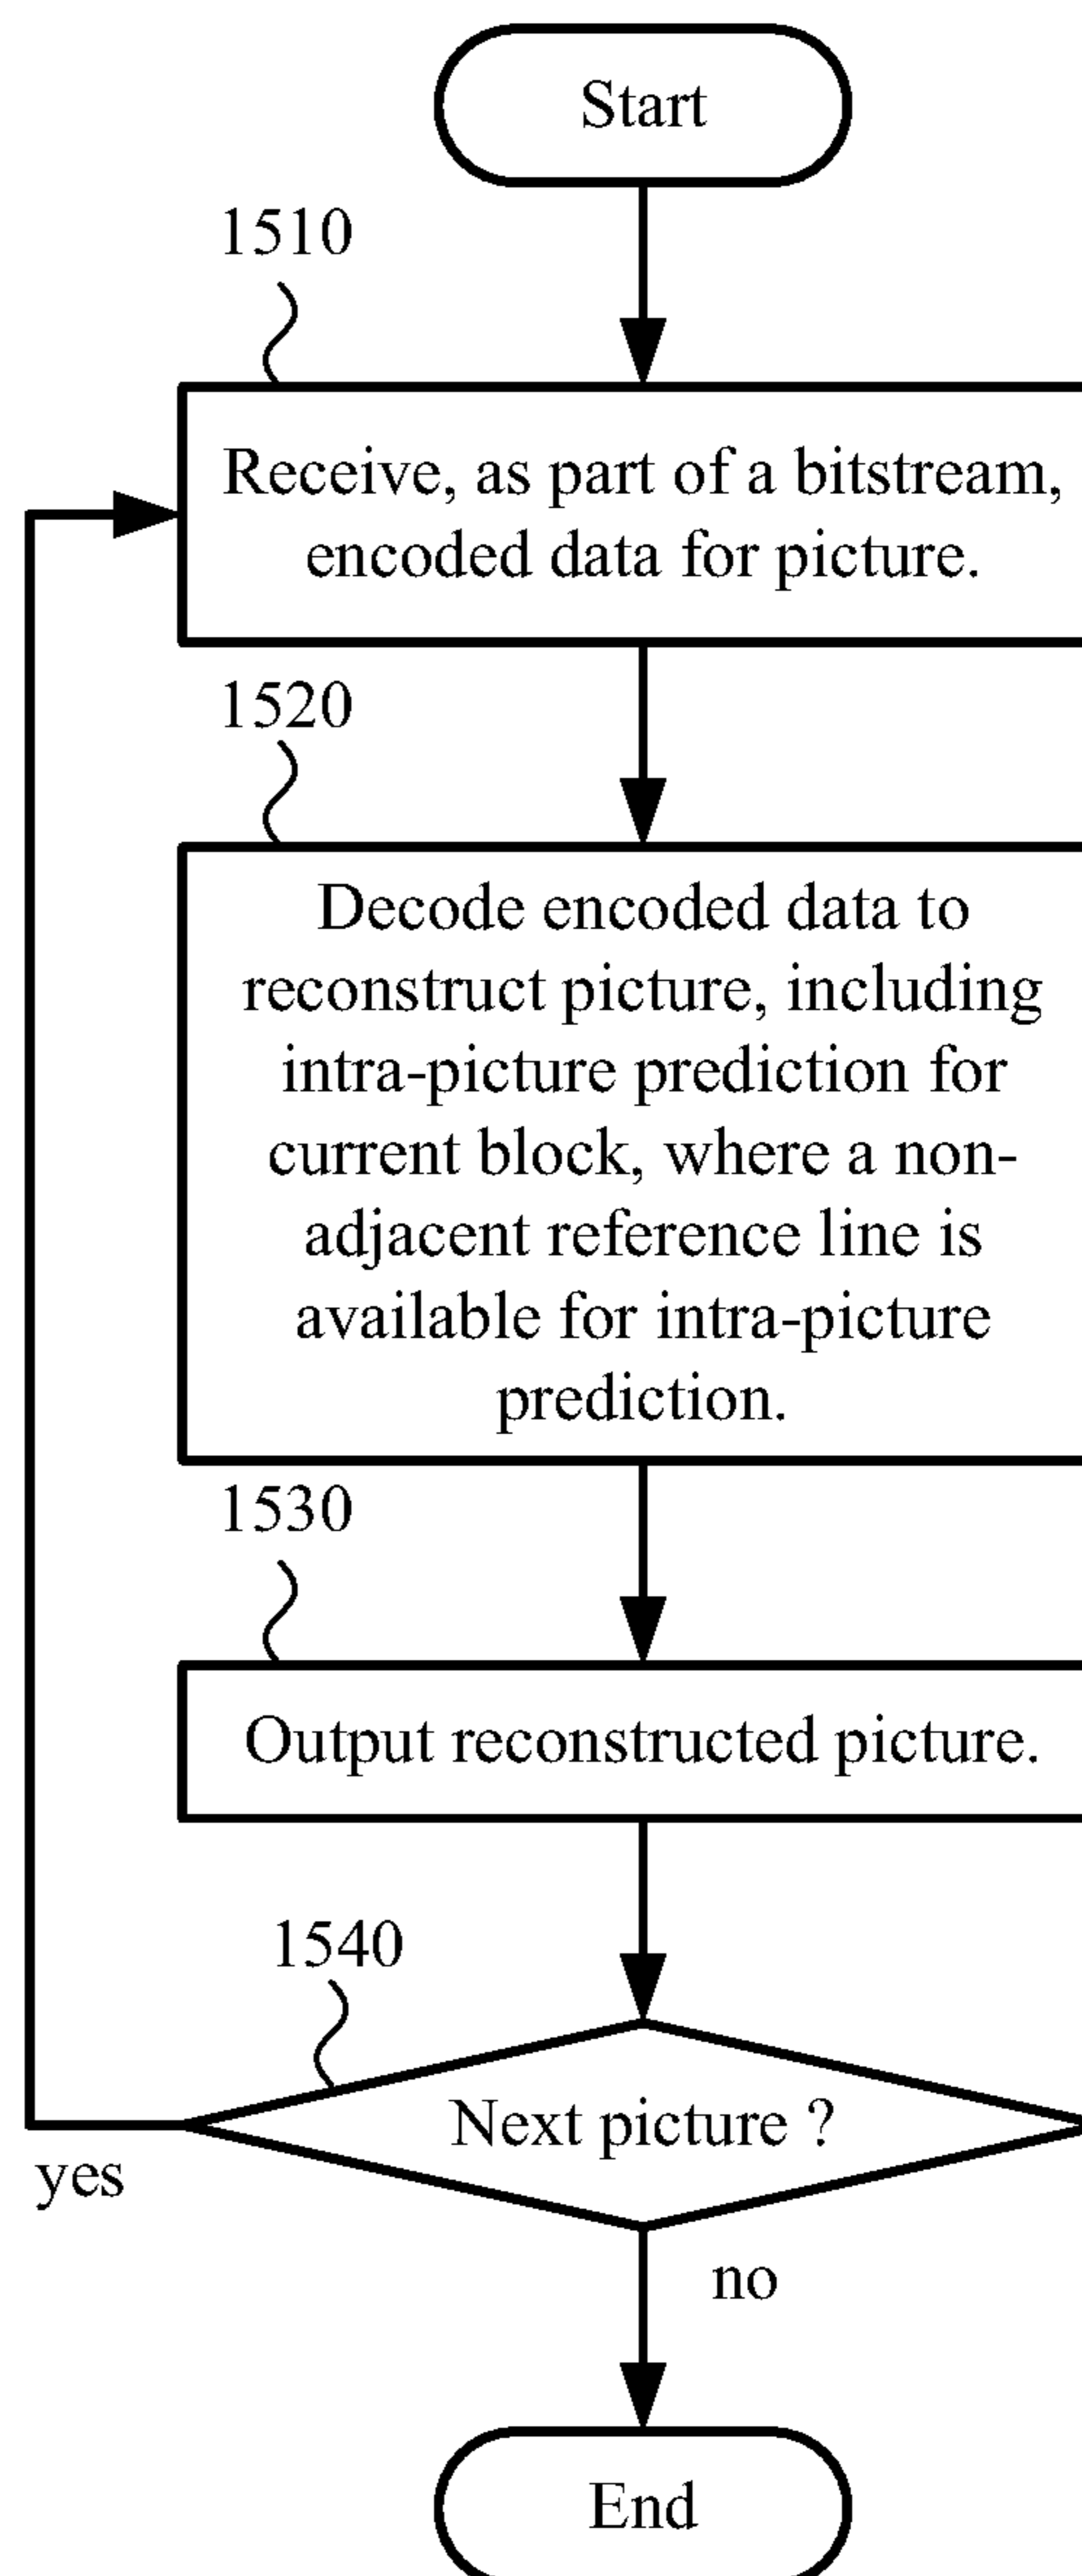 Start
1510
Receive, as part of a bitstream,
encoded data for picture.
1520
Decode encoded data to
reconstruct picture, including
intra-picture prediction for
current block, where a non-
adjacent reference line is
available for intra-picture
prediction.
1530
Output reconstructed picture.
1540
Next picture ?
yes
no
End